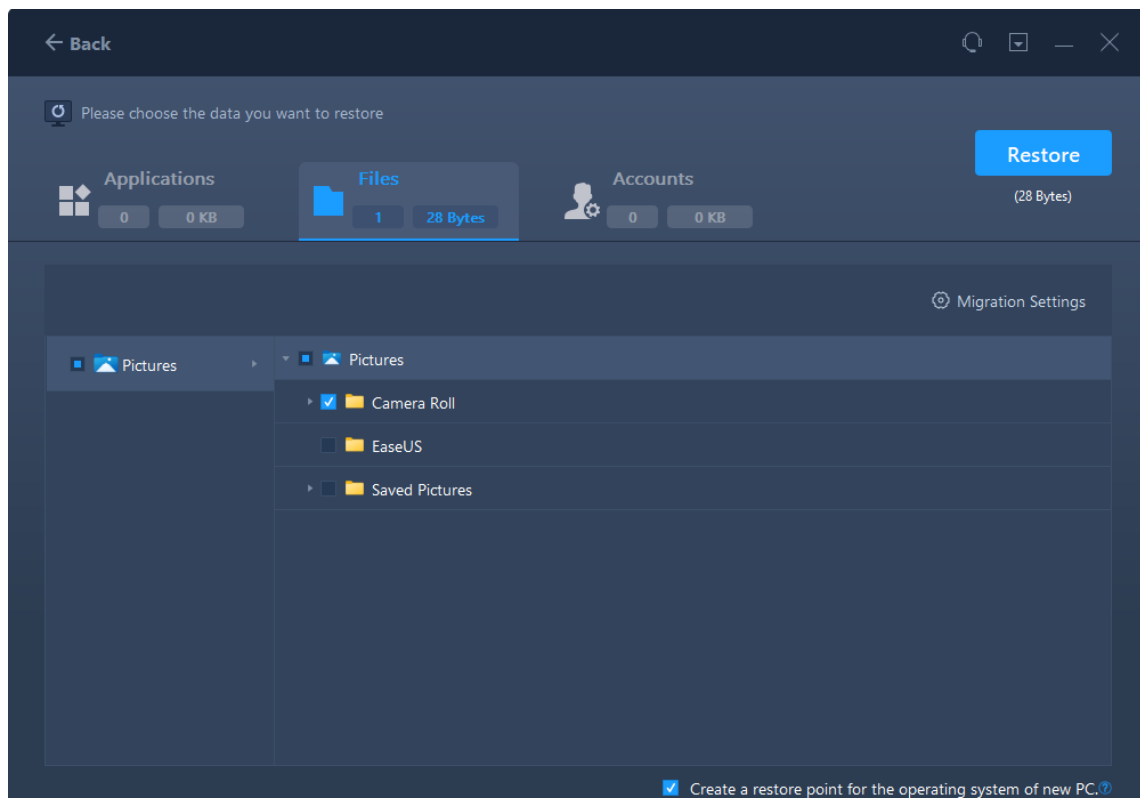 Back
Please choose the data you want to restore
Restore
(28 Bytes)
Applications
0 0 KB
Files
1 28 Bytes
Accounts
0 0 KB
Migration Settings
Pictures
Pictures
Camera Roll
EaseUS
Saved Pictures
Create a restore point for the operating system of new PC.?